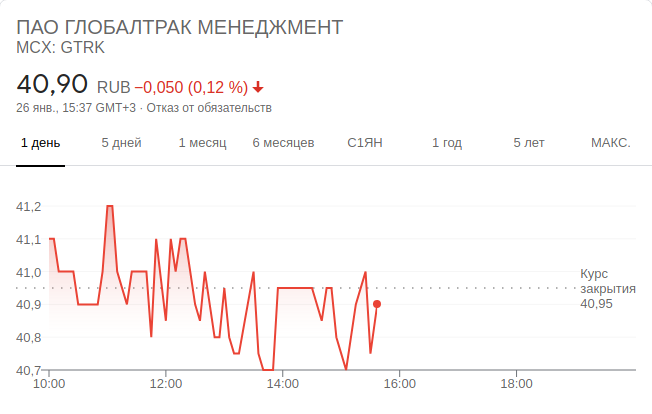 ПАО ГЛОБАЛТРАК МЕНЕДЖМЕНТ
MCX: GTRK
40,90 RUB −0,050 (0,12 %)
26 янв., 15:37 GMT+3 · Отказ от обязательств
1 день 5 дней 1 месяц 6 месяцев С1ЯН 1 год 5 лет МАКС.
41,2
41,1
41,0
40,9
40,8
40,7
Курс
закрытия
40,95
10:00 12:00 14:00 16:00 18:00